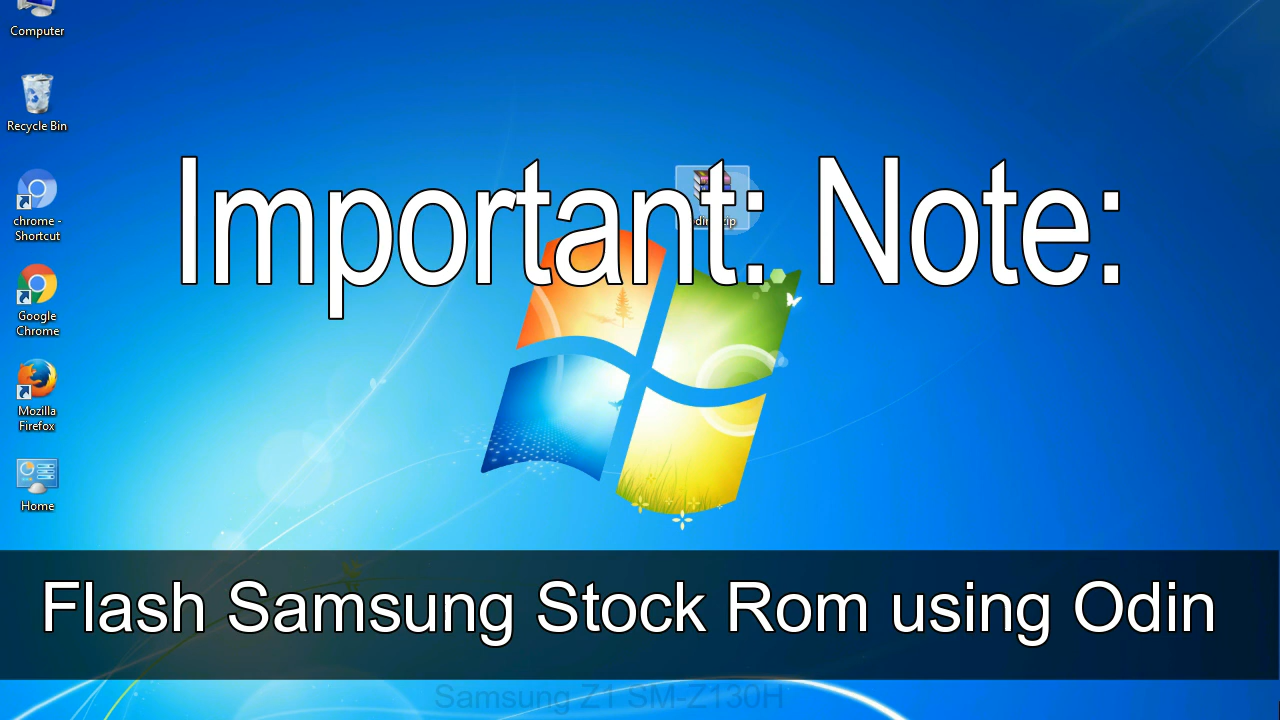 Computer
Recycle Bin
chrome -
Shortcut
Google
Chrome
Mozilla
Firefox
Home
Important: Note:
Flash Samsung Stock Rom using Odin
Samsung Z1 SM-Z130H